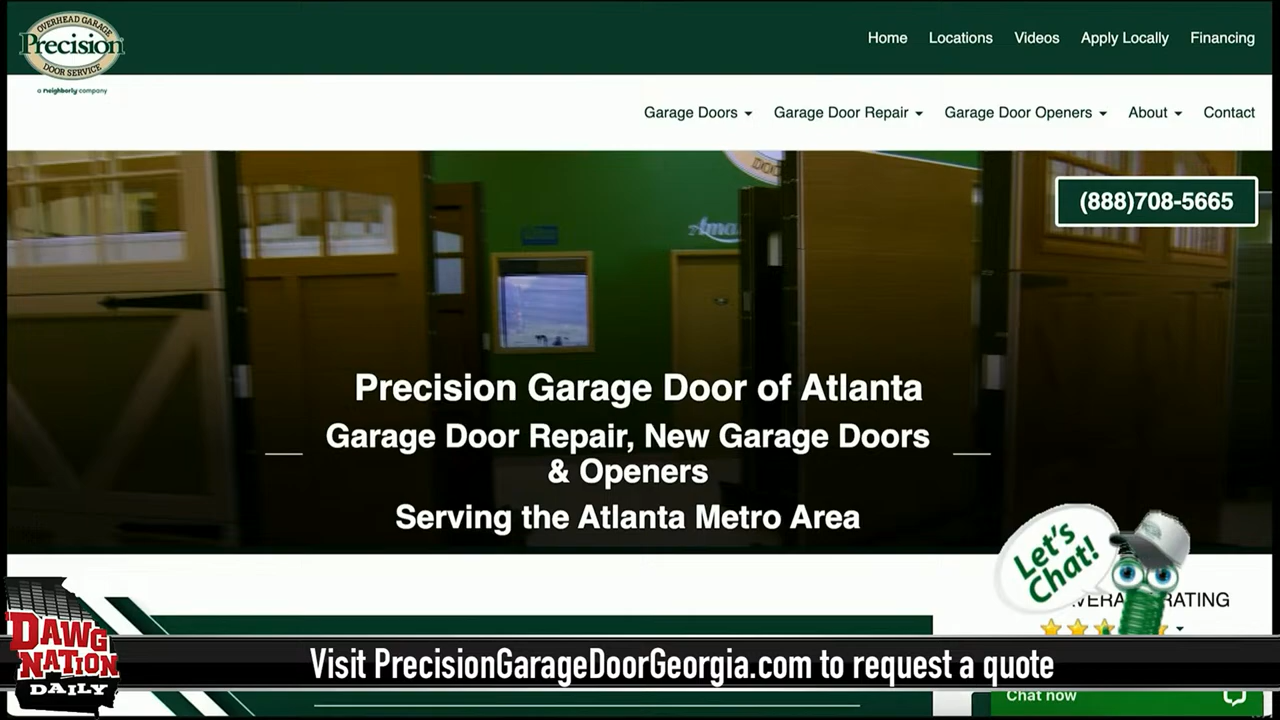 OVERHEAD GARAGE
Precision
DOOR SERVICE
a neighborly company
Home Locations Videos Apply Locally Financing
Garage Doors Garage Door Repair Garage Door Openers About Contact
(888)708-5665
Precision Garage Door of Atlanta
Garage Door Repair, New Garage Doors
& Openers
Serving the Atlanta Metro Area
Let's
Chat!
RATING
DAWG
NATION
DAILY
Visit PrecisionGarageDoorGeorgia.com to request a quote
Chat now